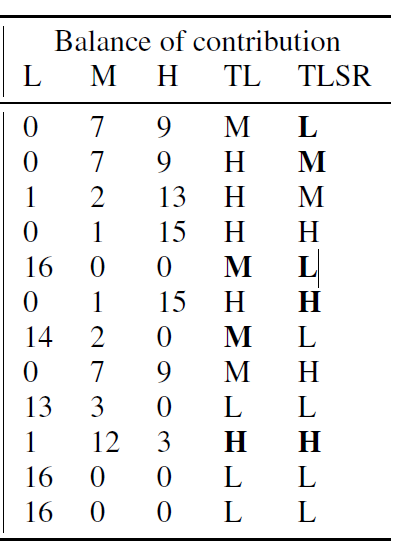 Balance of contribution
L M H TL TLSR
0 7 9 M L
0 7 9 H M
1 2 13 H M
0 1 15 H H
16 0 0 M L
0 1 15 H H
14 2 0 M L
0 7 9 M H
13 3 0 L L
1 12 3 H H
16 0 0 L L
16 0 0 L L